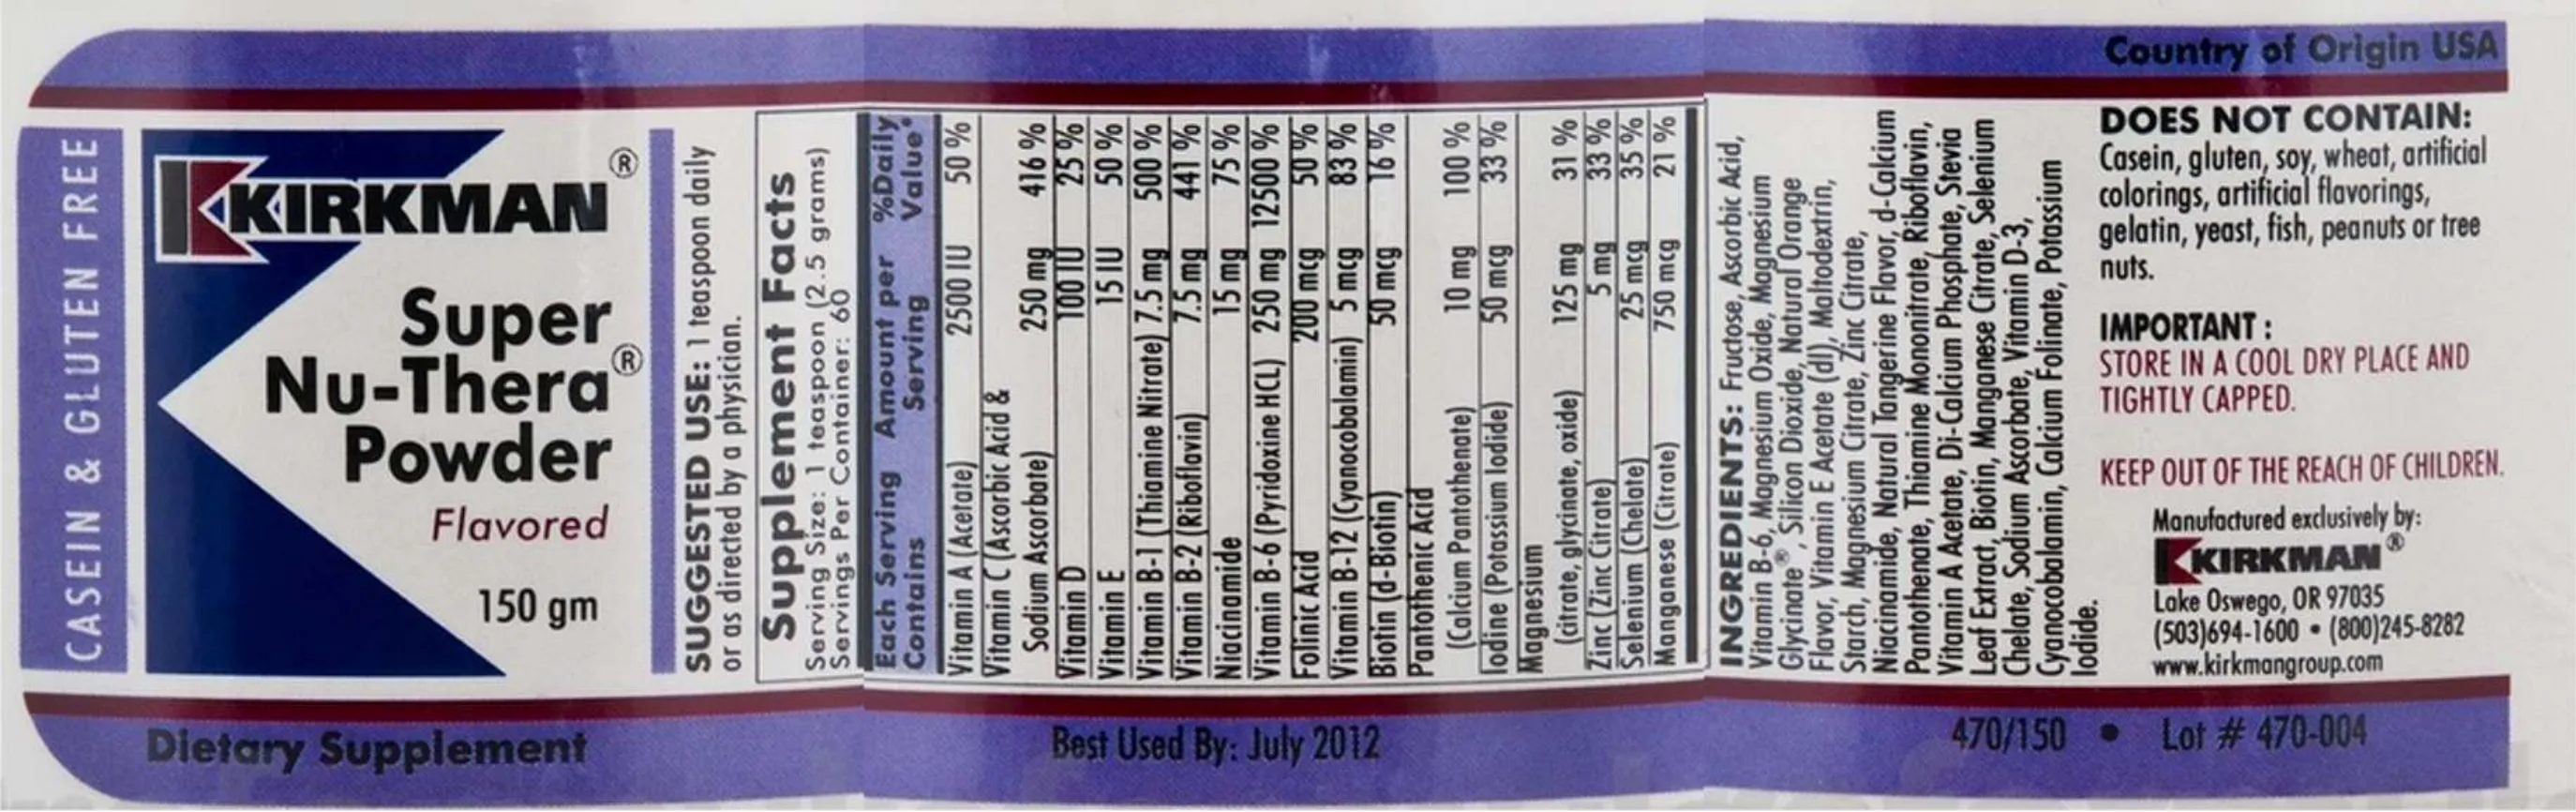 CASEIN & GLUTEN FREE
KIRKMAN®
Super
Nu-Thera®
Powder
Flavored
150 gm
Dietary Supplement
SUGGESTED USE: 1 teaspoon daily
or as directed by a physician.
Supplement Facts
Serving Size: 1 teaspoon (2.5 grams)
Servings Per Container: 60
Each Serving Amount per %Daily
Contains Serving Value*
Vitamin A (Acetate) 2500 IU 50 %
Vitamin C (Ascorbic Acid &
Sodium Ascorbate) 250 mg 416 %
Vitamin D 100 IU 25 %
Vitamin E 15 IU 50 %
Vitamin B-1 (Thiamine Nitrate) 7.5 mg 500 %
Vitamin B-2 (Riboflavin) 7.5 mg 441 %
Niacinamide 15 mg 75 %
Vitamin B-6 (Pyridoxine HCL) 250 mg 12500 %
Folinic Acid 200 mcg 50 %
Vitamin B-12 (Cyanocobalamin) 5 mcg 83 %
Biotin (d-Biotin) 50 mcg 16 %
Pantothenic Acid
(Calcium Pantothenate) 10 mg 100 %
Iodine (Potassium Iodide) 50 mcg 33 %
Magnesium
(citrate, glycinate, oxide) 125 mg 31 %
Zinc (Zinc Citrate) 5 mg 33 %
Selenium (Chelate) 25 mcg 35 %
Manganese (Citrate) 750 mcg 21 %
Best Used By: July 2012
INGREDIENTS: Fructose, Ascorbic Acid,
Vitamin B-6, Magnesium Oxide, Magnesium
Glycinate®, Silicon Dioxide, Natural Orange
Flavor, Vitamin E Acetate (dl), Maltodextrin,
Starch, Magnesium Citrate, Zinc Citrate,
Niacinamide, Natural Tangerine Flavor, d-Calcium
Pantothenate, Thiamine Mononitrate, Riboflavin,
Vitamin A Acetate, Di-Calcium Phosphate, Stevia
Leaf Extract, Biotin, Manganese Citrate, Selenium
Chelate, Sodium Ascorbate, Vitamin D-3,
Cyanocobalamin, Calcium Folinate, Potassium
Iodide.
Country of Origin USA
DOES NOT CONTAIN:
Casein, gluten, soy, wheat, artificial
colorings, artificial flavorings,
gelatin, yeast, fish, peanuts or tree
nuts.
IMPORTANT :
STORE IN A COOL DRY PLACE AND
TIGHTLY CAPPED.
KEEP OUT OF THE REACH OF CHILDREN.
Manufactured exclusively by:
KIRKMAN®
Lake Oswego, OR 97035
(503)694-1600 • (800)245-8282
www.kirkmangroup.com
470/150 • Lot # 470-004